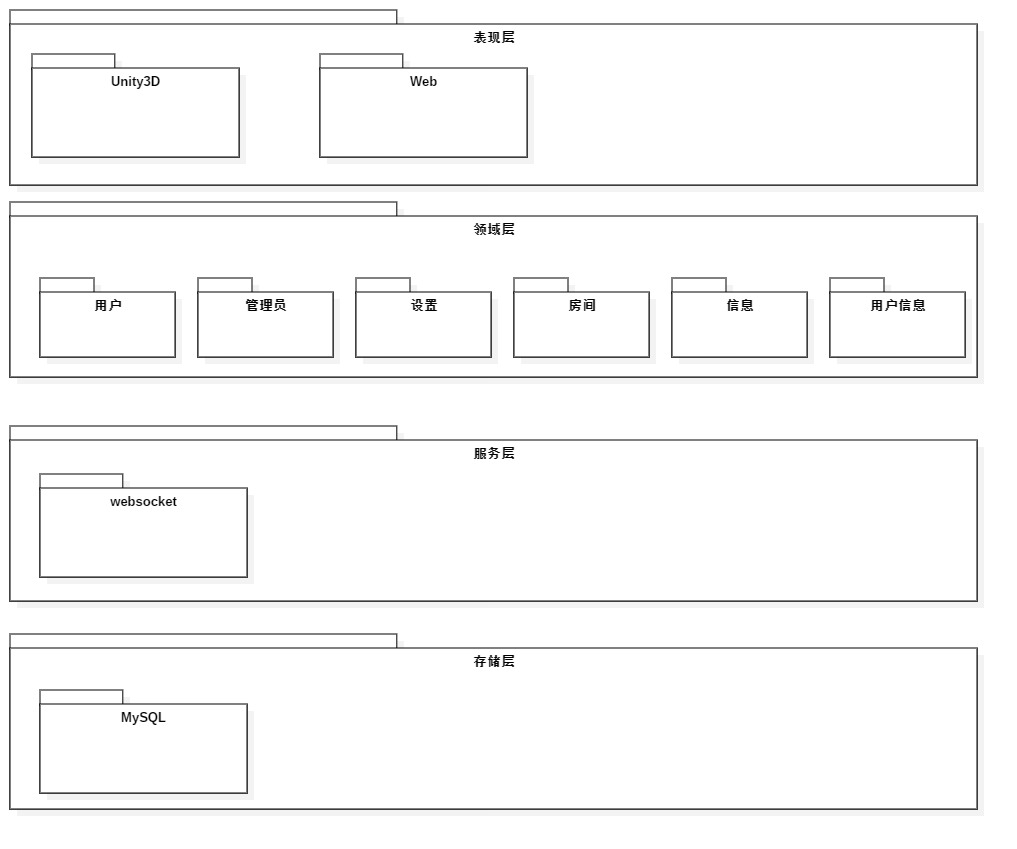 表现层
Unity3D
Web
领域层
用户
管理员
设置
房间
信息
用户信息
服务层
websocket
存储层
MySQL